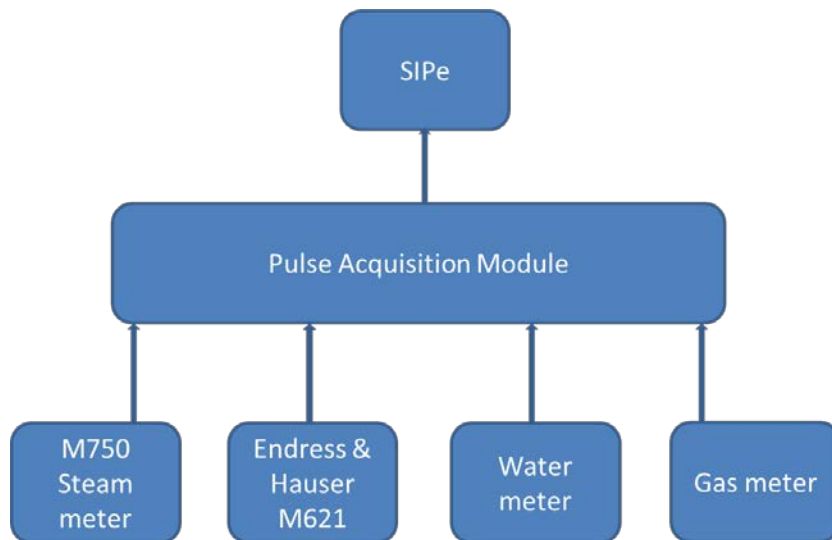 SIPe
Pulse Acquisition Module
M750
Steam
meter
Endress &
Hauser
M621
Water
meter
Gas meter